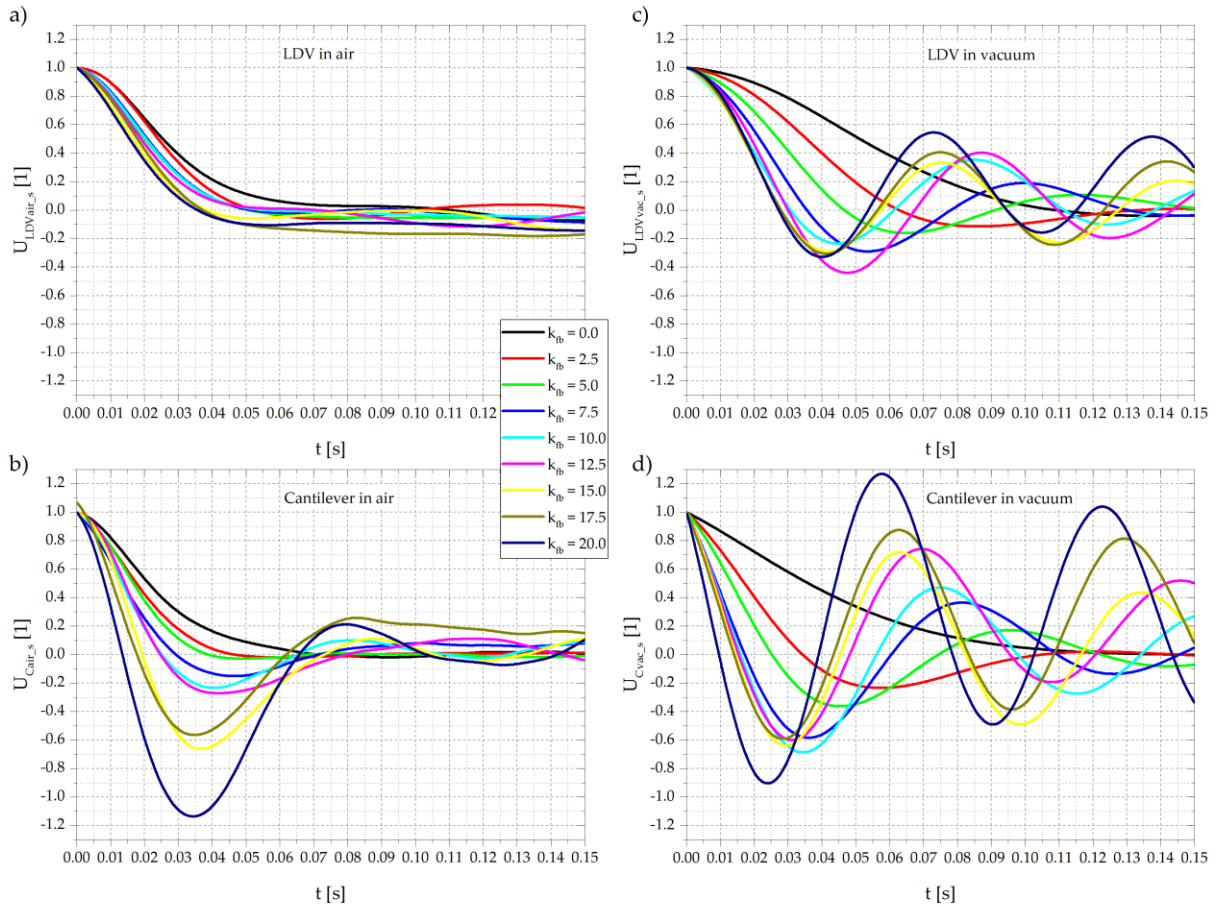 a)
LDV in air
U_LDVair_s [1]
1.2
1.0
0.8
0.6
0.4
0.2
0.0
-0.2
-0.4
-0.6
-0.8
-1.0
-1.2
0.00 0.01 0.02 0.03 0.04 0.05 0.06 0.07 0.08 0.09 0.10 0.11 0.12
0.15
t [s]
c)
LDV in vacuum
U_LDVvac_s [1]
1.2
1.0
0.8
0.6
0.4
0.2
0.0
-0.2
-0.4
-0.6
-0.8
-1.0
-1.2
0.00 0.01 0.02 0.03 0.04 0.05 0.06 0.07 0.08 0.09 0.10 0.11 0.12 0.13 0.14 0.15
t [s]
k_fb = 0.0
k_fb = 2.5
k_fb = 5.0
k_fb = 7.5
k_fb = 10.0
k_fb = 12.5
k_fb = 15.0
k_fb = 17.5
k_fb = 20.0
b)
Cantilever in air
U_Cair_s [1]
1.2
1.0
0.8
0.6
0.4
0.2
0.0
-0.2
-0.4
-0.6
-0.8
-1.0
-1.2
0.00 0.01 0.02 0.03 0.04 0.05 0.06 0.07 0.08 0.09 0.10 0.11 0.12 0.13 0.14 0.15
t [s]
d)
Cantilever in vacuum
U_Cvac_s [1]
1.2
1.0
0.8
0.6
0.4
0.2
0.0
-0.2
-0.4
-0.6
-0.8
-1.0
-1.2
0.00 0.01 0.02 0.03 0.04 0.05 0.06 0.07 0.08 0.09 0.10 0.11 0.12 0.13 0.14 0.15
t [s]